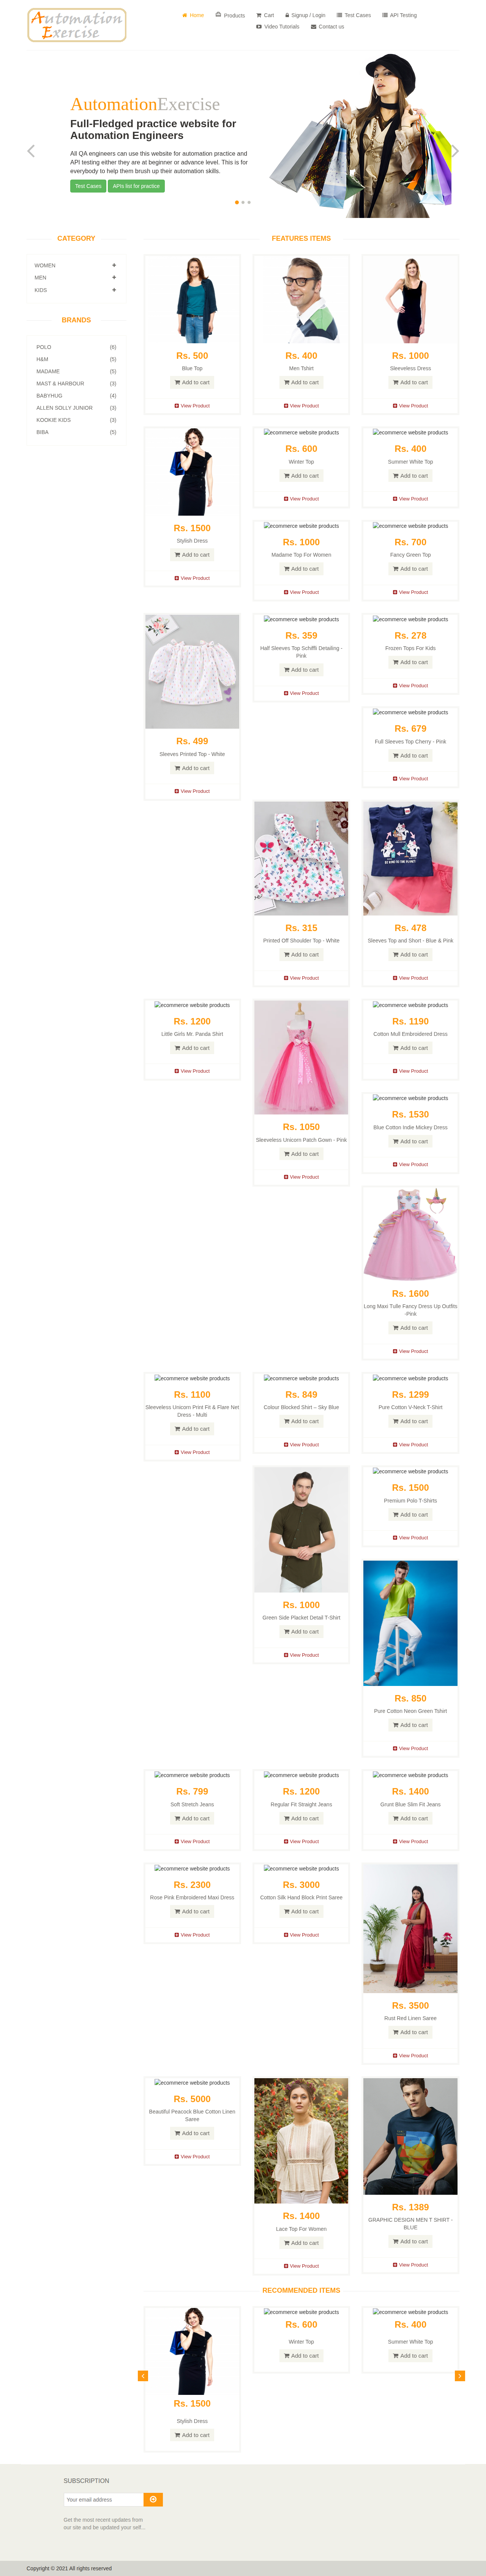 Automation
Exercise
Home
Products
Cart
Signup / Login
Test Cases
API Testing
Video Tutorials
Contact us
AutomationExercise
Full-Fledged practice website for
Automation Engineers
All QA engineers can use this website for automation practice and
API testing either they are at beginner or advance level. This is for
everybody to help them brush up their automation skills.
Test Cases
APIs list for practice
CATEGORY
WOMEN
MEN
KIDS
BRANDS
POLO (6)
H&M (5)
MADAME (5)
MAST & HARBOUR (3)
BABYHUG (4)
ALLEN SOLLY JUNIOR (3)
KOOKIE KIDS (3)
BIBA (5)
FEATURES ITEMS
Rs. 500
Blue Top
Add to cart
View Product
Rs. 400
Men Tshirt
Add to cart
View Product
Rs. 1000
Sleeveless Dress
Add to cart
View Product
Rs. 1500
Stylish Dress
Add to cart
View Product
ecommerce website products
Rs. 600
Winter Top
Add to cart
View Product
ecommerce website products
Rs. 400
Summer White Top
Add to cart
View Product
ecommerce website products
Rs. 1000
Madame Top For Women
Add to cart
View Product
ecommerce website products
Rs. 700
Fancy Green Top
Add to cart
View Product
Rs. 499
Sleeves Printed Top - White
Add to cart
View Product
ecommerce website products
Rs. 359
Half Sleeves Top Schiffli Detailing -
Pink
Add to cart
View Product
ecommerce website products
Rs. 278
Frozen Tops For Kids
Add to cart
View Product
ecommerce website products
Rs. 679
Full Sleeves Top Cherry - Pink
Add to cart
View Product
Rs. 315
Printed Off Shoulder Top - White
Add to cart
View Product
Rs. 478
Sleeves Top and Short - Blue & Pink
Add to cart
View Product
ecommerce website products
Rs. 1200
Little Girls Mr. Panda Shirt
Add to cart
View Product
Rs. 1050
Sleeveless Unicorn Patch Gown - Pink
Add to cart
View Product
ecommerce website products
Rs. 1190
Cotton Mull Embroidered Dress
Add to cart
View Product
ecommerce website products
Rs. 1530
Blue Cotton Indie Mickey Dress
Add to cart
View Product
Rs. 1600
Long Maxi Tulle Fancy Dress Up Outfits
-Pink
Add to cart
View Product
ecommerce website products
Rs. 1100
Sleeveless Unicorn Print Fit & Flare Net
Dress - Multi
Add to cart
View Product
ecommerce website products
Rs. 849
Colour Blocked Shirt – Sky Blue
Add to cart
View Product
ecommerce website products
Rs. 1299
Pure Cotton V-Neck T-Shirt
Add to cart
View Product
Rs. 1000
Green Side Placket Detail T-Shirt
Add to cart
View Product
ecommerce website products
Rs. 1500
Premium Polo T-Shirts
Add to cart
View Product
Rs. 850
Pure Cotton Neon Green Tshirt
Add to cart
View Product
ecommerce website products
Rs. 799
Soft Stretch Jeans
Add to cart
View Product
ecommerce website products
Rs. 1200
Regular Fit Straight Jeans
Add to cart
View Product
ecommerce website products
Rs. 1400
Grunt Blue Slim Fit Jeans
Add to cart
View Product
ecommerce website products
Rs. 2300
Rose Pink Embroidered Maxi Dress
Add to cart
View Product
ecommerce website products
Rs. 3000
Cotton Silk Hand Block Print Saree
Add to cart
View Product
Rs. 3500
Rust Red Linen Saree
Add to cart
View Product
ecommerce website products
Rs. 5000
Beautiful Peacock Blue Cotton Linen
Saree
Add to cart
View Product
Rs. 1400
Lace Top For Women
Add to cart
View Product
Rs. 1389
GRAPHIC DESIGN MEN T SHIRT -
BLUE
Add to cart
View Product
RECOMMENDED ITEMS
Rs. 1500
Stylish Dress
Add to cart
ecommerce website products
Rs. 600
Winter Top
Add to cart
ecommerce website products
Rs. 400
Summer White Top
Add to cart
SUBSCRIPTION
Your email address
Get the most recent updates from
our site and be updated your self...
Copyright © 2021 All rights reserved